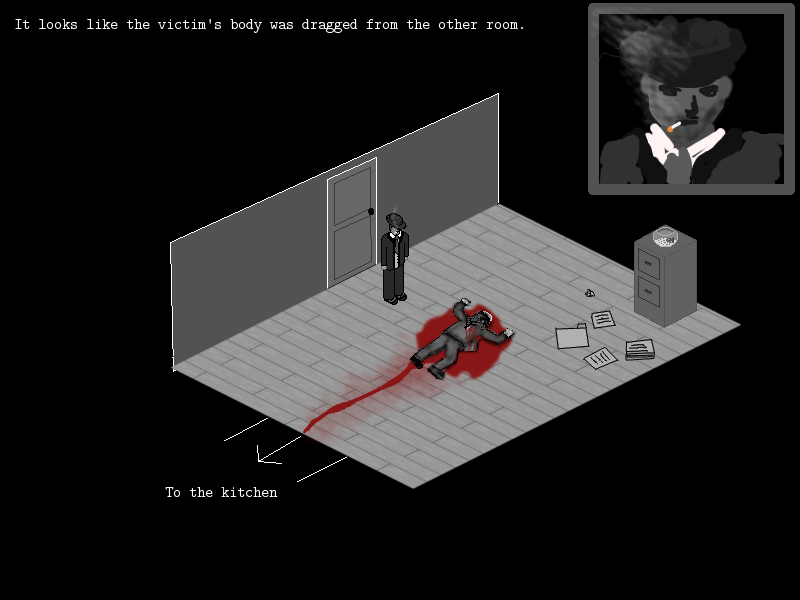 It looks like the victim's body was dragged from the other room.
To the kitchen